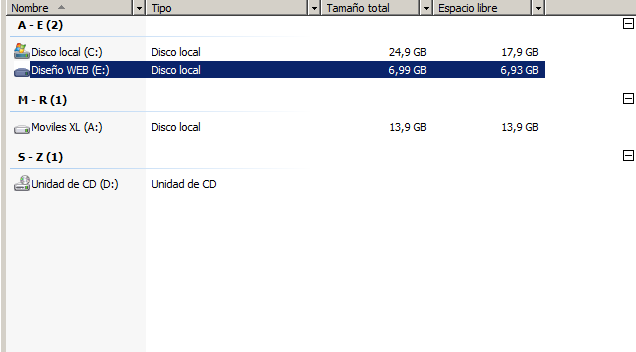 Nombre Tipo Tamaño total Espacio libre
A - E (2)
Disco local (C:) Disco local 24,9 GB 17,9 GB
Diseño WEB (E:) Disco local 6,99 GB 6,93 GB
M - R (1)
Moviles XL (A:) Disco local 13,9 GB 13,9 GB
S - Z (1)
Unidad de CD (D:) Unidad de CD